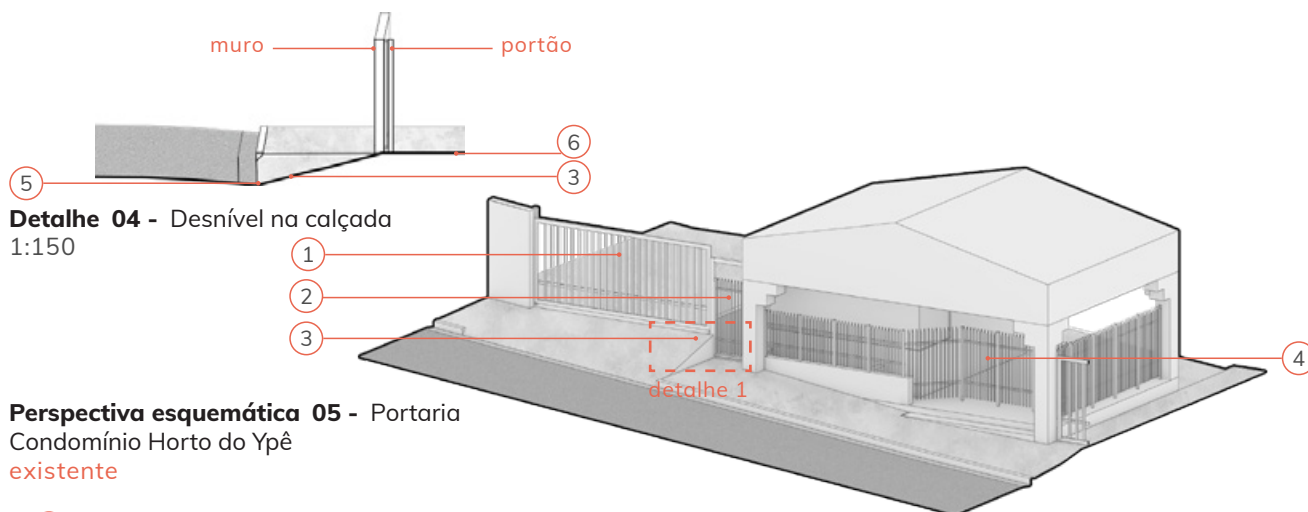 muro
portão
6
5
3
Detalhe 04 - Desnível na calçada
1:150
1
2
3
4
detalhe 1
Perspectiva esquemática 05 - Portaria
Condomínio Horto do Ypê
existente